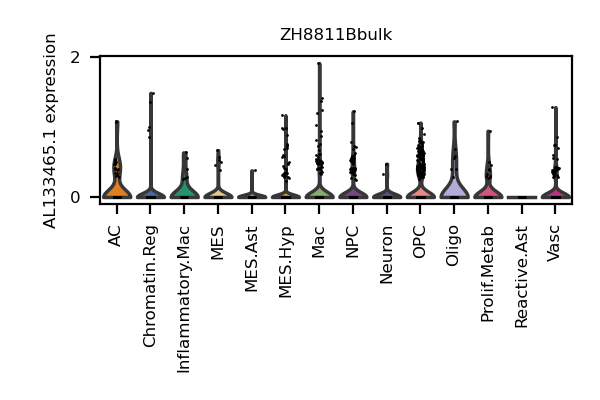 ZH8811Bbulk
AL133465.1 expression
2
0
AC
Chromatin.Reg
Inflammatory.Mac
MES
MES.Ast
MES.Hyp
Mac
NPC
Neuron
OPC
Oligo
Prolif.Metab
Reactive.Ast
Vasc